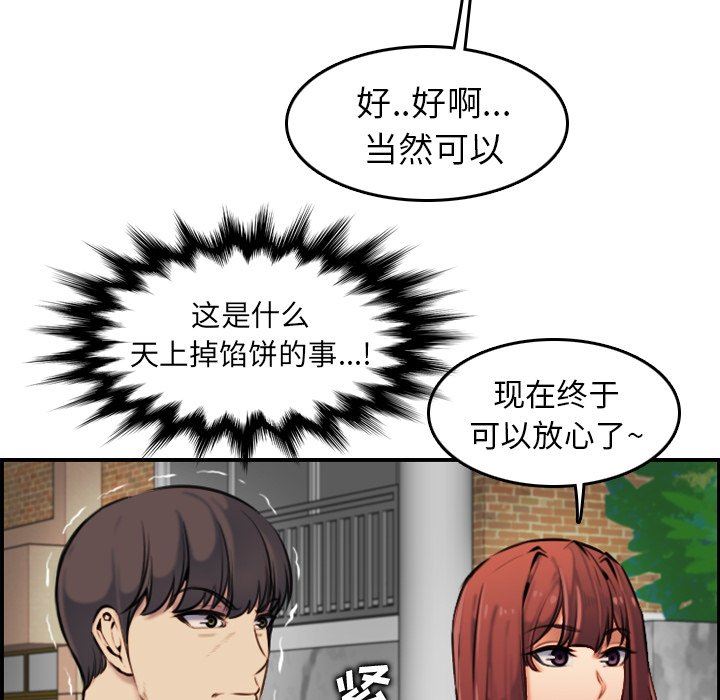 好..好啊...
当然可以
这是什么
天上掉馅饼的事...!
现在终于
可以放心了~
紧